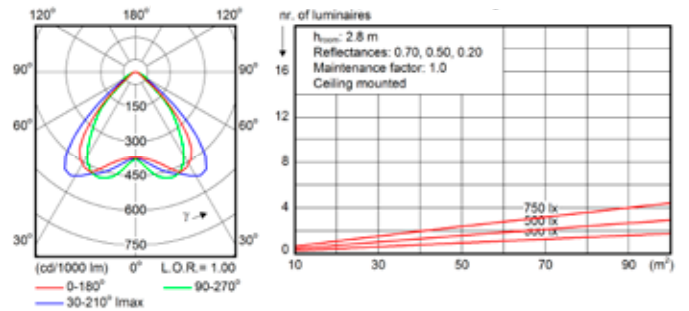 120° 180° 120°
90° 90°
150
60° 300 60°
450
600
γ
30° 750 30°
(cd/1000 lm) 0° L.O.R.= 1.00
0-180° 90-270°
30-210° Imax
nr. of luminaires
hroom: 2.8 m
Reflectances: 0.70, 0.50, 0.20
Maintenance factor: 1.0
Ceiling mounted
16
12
8
4
0
750 lx
500 lx
300 lx
10 30 50 70 90 (m²)